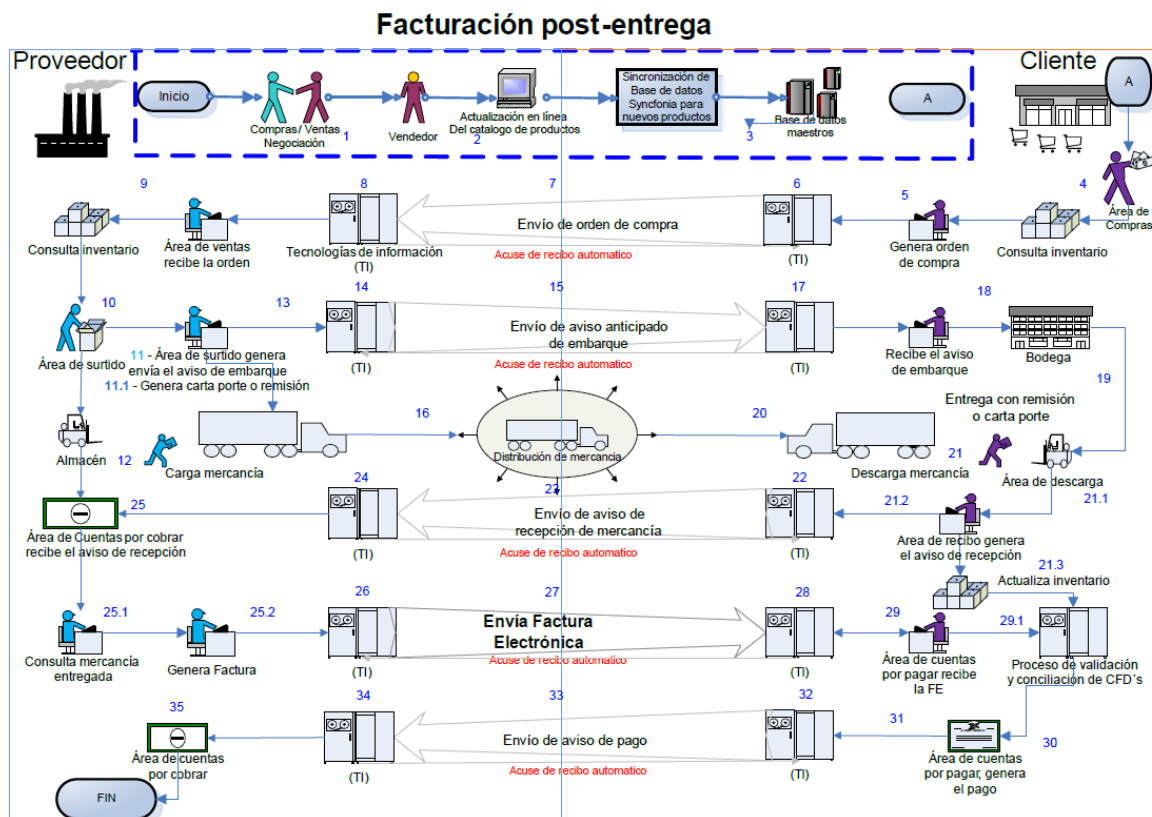 Facturación post-entrega
Proveedor
Cliente
Inicio
Compras/ Ventas
Negociación
1
Vendedor
Actualización en línea
Del catalogo de productos
2
Sincronización de
Base de datos
Syncfonia para
nuevos productos
3
Base de datos
maestros
A
A
4
Área de
Compras
9
8
7
6
5
Consulta inventario
Área de ventas
recibe la orden
Tecnologías de información
(TI)
Envío de orden de compra
Acuse de recibo automatico
(TI)
Genera orden
de compra
Consulta inventario
10
13
14
15
17
18
Área de surtido
11 - Área de surtido genera
envía el aviso de embarque
11.1 - Genera carta porte o remisión
(TI)
Envío de aviso anticipado
de embarque
Acuse de recibo automatico
(TI)
Recibe el aviso
de embarque
Bodega
19
Almacén
12
Carga mercancía
16
Distribución de mercancia
20
Entrega con remisión
o carta porte
Descarga mercancía
21
Área de descarga
25
24
23
22
21.2
21.1
Área de Cuentas por cobrar
recibe el aviso de recepción
(TI)
Envío de aviso de
recepción de mercancía
Acuse de recibo automatico
(TI)
Área de recibo genera
el aviso de recepción
21.3
Actualiza inventario
25.1
25.2
26
27
28
29
29.1
Consulta mercancía
entregada
Genera Factura
(TI)
Envía Factura
Electrónica
Acuse de recibo automatico
(TI)
Área de cuentas
por pagar recibe
la FE
Proceso de validación
y conciliación de CFD´s
35
34
33
32
31
30
Área de cuentas
por cobrar
(TI)
Envío de aviso de pago
Acuse de recibo automatico
(TI)
Área de cuentas
por pagar, genera
el pago
FIN